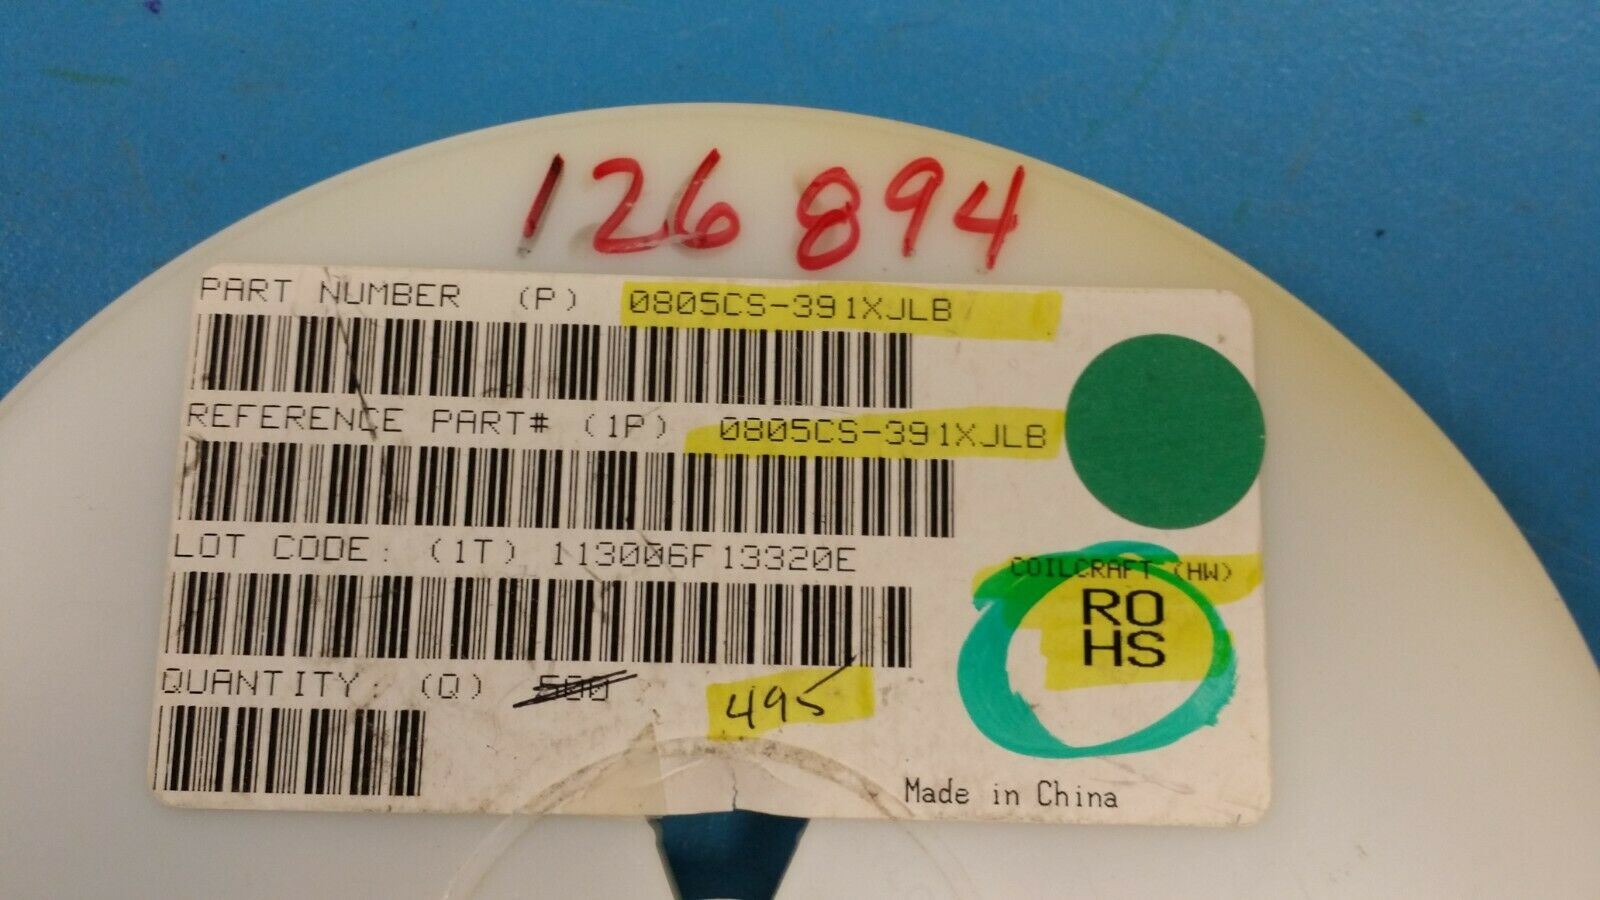 126894
PART NUMBER (P) 0805CS-391XJLB
REFERENCE PART# (1P) 0805CS-391XJLB
LOT CODE: (1T) 113006F13320E
COILCRAFT (HW)
RO
HS
QUANTITY: (Q) 500 495
Made in China